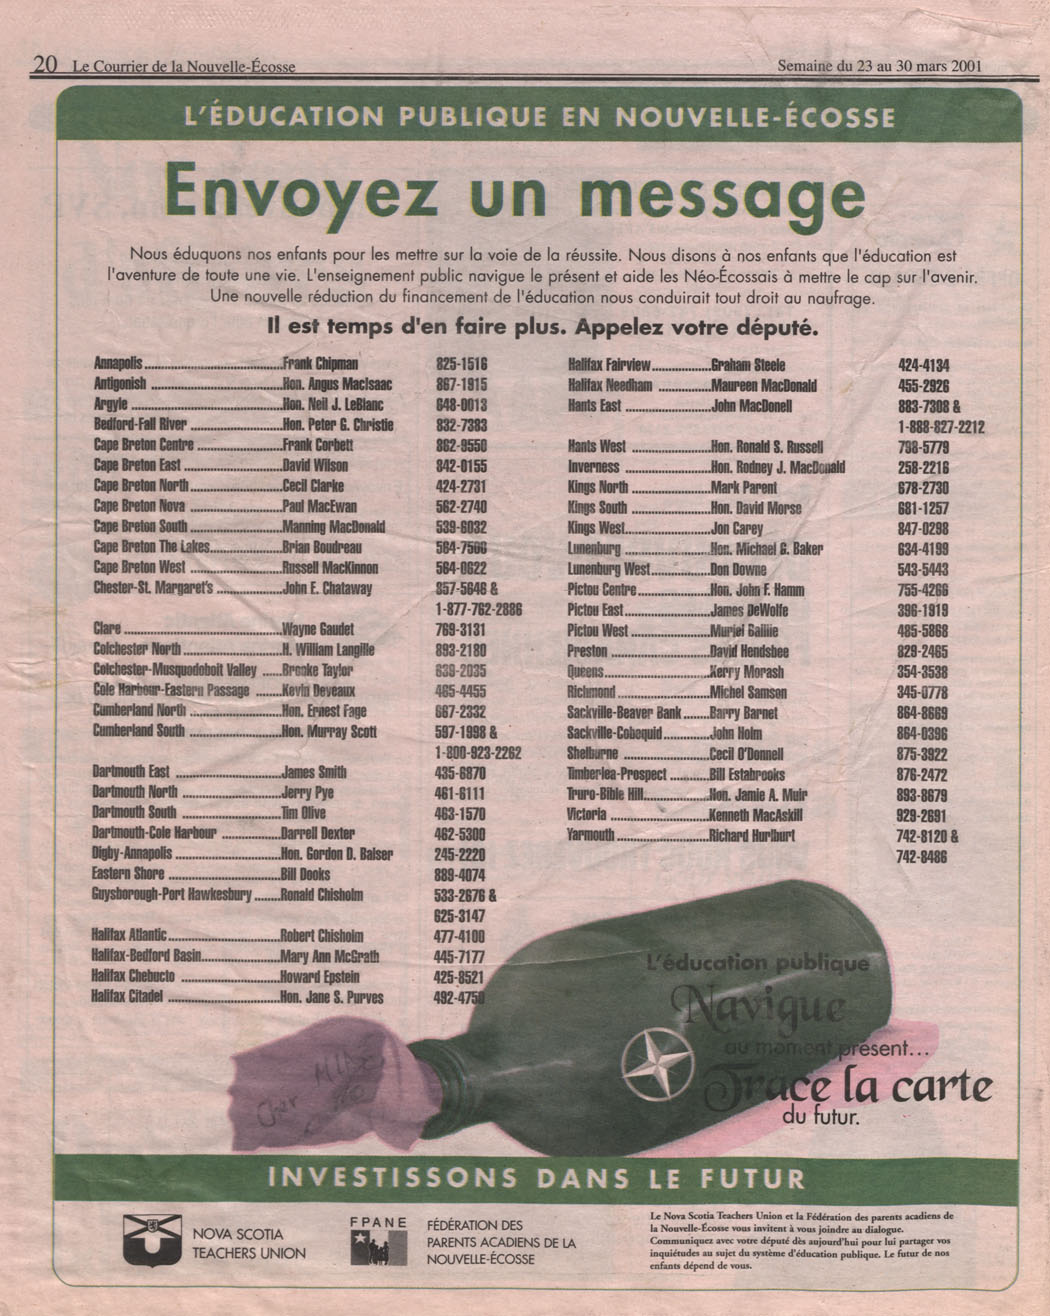 20 Le Courrier de la Nouvelle-Écosse
Semaine du 23 au 30 mars 2001
L'ÉDUCATION PUBLIQUE EN NOUVELLE-ÉCOSSE
Envoyez un message
Nous éduquons nos enfants pour les mettre sur la voie de la réussite. Nous disons à nos enfants que l'éducation est
l'aventure de toute une vie. L'enseignement public navigue le présent et aide les Néo-Écossais à mettre le cap sur l'avenir.
Une nouvelle réduction du financement de l'éducation nous conduirait tout droit au naufrage.
Il est temps d'en faire plus. Appelez votre député.
Annapolis Frank Chipman 825-1516
Antigonish Hon. Angus MacIsaac 867-1915
Argyle Hon. Neil J. LeBlanc 648-0013
Bedford-Fall River Hon. Peter G. Christie 832-7383
Cape Breton Centre Frank Corbett 862-9550
Cape Breton East David Wilson 842-0155
Cape Breton North Cecil Clarke 424-2731
Cape Breton Nova Paul MacEwan 562-2740
Cape Breton South Manning MacDonald 539-6032
Cape Breton The Lakes Brian Boudreau
Cape Breton West Russell MacKinnon 564-0622
Chester-St. Margaret's John E. Chataway 857-5648 &
1-877-762-2886
Clare Wayne Gaudet 769-3131
Colchester North H. William Langille 893-2180
Colchester-Musquodoboit Valley Brooke Taylor 639-2035
Cole Harbour-Eastern Passage Kevin Deveaux 465-4455
Cumberland North Hon. Ernest Fage 667-2332
Cumberland South Hon. Murray Scott 597-1998 &
1-800-923-2262
Dartmouth East James Smith 435-6870
Dartmouth North Jerry Pye 461-6111
Dartmouth South Tim Olive 463-1570
Dartmouth-Cole Harbour Darrell Dexter 462-5300
Digby-Annapolis Hon. Gordon D. Balser 245-2220
Eastern Shore Bill Dooks 889-4074
Guysborough-Port Hawkesbury Ronald Chisholm 533-2676 &
625-3147
Halifax Atlantic Robert Chisholm 477-4100
Halifax-Bedford Basin Mary Ann McGrath 445-7177
Halifax Chebucto Howard Epstein 425-8521
Halifax Citadel Hon. Jane S. Purves 492-4750
Halifax Fairview Graham Steele 424-4134
Halifax Needham Maureen MacDonald 455-2926
Hants East John MacDonell 883-7308 &
1-888-827-2212
Hants West Hon. Ronald S. Russell 798-5779
Inverness Hon. Rodney J. MacDonald 258-2216
Kings North Mark Parent 678-2730
Kings South Hon. David Morse 681-1257
Kings West Jon Carey 847-0298
Lunenburg Hon. Michael G. Baker 634-4199
Lunenburg West Don Downe 543-5443
Pictou Centre Hon. John F. Hamm 755-4266
Pictou East James DeWolfe 396-1919
Pictou West Muriel Baillie 485-5868
Preston David Hendsbee 829-2465
Queens Kerry Morash 354-3538
Richmond Michel Samson 345-0778
Sackville-Beaver Bank Barry Barnet 864-8669
Sackville-Cobequid John Holm 864-0396
Shelburne Cecil O'Donnell 875-3922
Timberlea-Prospect Bill Estabrooks 876-2472
Truro-Bible Hill Hon. Jamie A. Muir 893-8679
Victoria Kenneth MacAskill 929-2691
Yarmouth Richard Hurlburt 742-8120 &
742-8486
L'éducation publique
Navigue
au moment présent...
Trace la carte
du futur.
Cher
INVESTISSONS DANS LE FUTUR
NOVA SCOTIA
TEACHERS UNION
FPANE
FÉDÉRATION DES
PARENTS ACADIENS DE LA
NOUVELLE-ÉCOSSE
Le Nova Scotia Teachers Union et la Fédération des parents acadiens de
la Nouvelle-Écosse vous invitent à vous joindre au dialogue.
Communiquez avec votre député dès aujourd'hui pour lui partager vos
inquiétudes au sujet du système d'éducation publique. Le futur de nos
enfants dépend de vous.